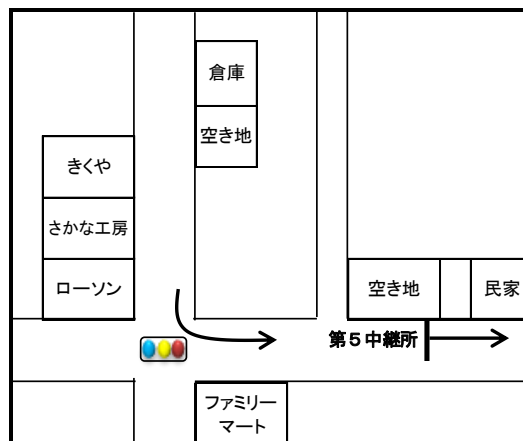 倉庫
空き地
きくや
さかな工房
ローソン
空き地
民家
第5中継所
ファミリー
マート